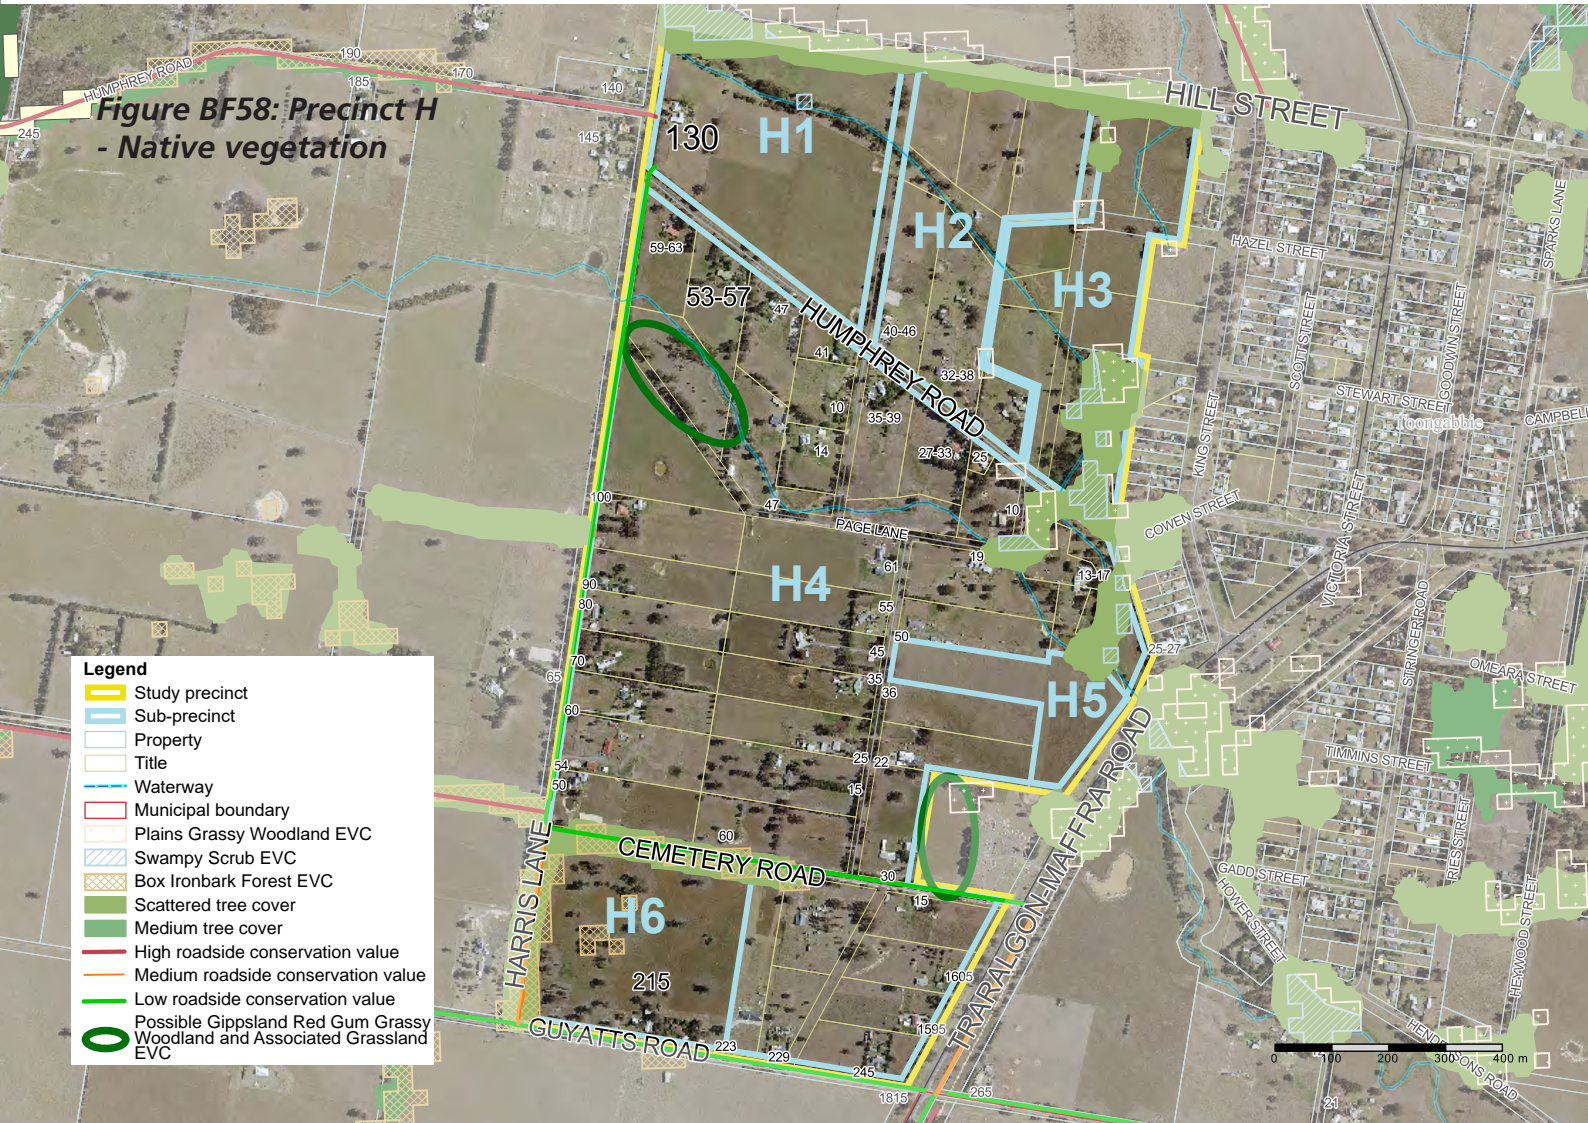 Figure BF58: Precinct H
- Native vegetation
HUMPHREY ROAD
190
185
170
140
145
245
130
H1
HILL STREET
H2
H3
HAZEL STREET
SPARKS LANE
59-63
53-57
47
HUMPHREY ROAD
40-46
41
32-38
10
35-39
14
27-33
25
SCOTT STREET
GOODWIN STREET
STEWART STREET
Toongabbie
CAMPBELL
KING STREET
100
47
PAGE LANE
10
COWEN STREET
VICTORIA STREET
19
61
13-17
H4
90
80
55
50
45
35
36
25-27
STRINGER ROAD
OMEARA STREET
70
65
60
H5
TRARALGON-MAFFRA ROAD
TIMMINS STREET
54
50
25
22
15
60
CEMETERY ROAD
30
15
HARRIS LANE
H6
215
GADD STREET
HOWER STREET
RIES STREET
HEYWOOD STREET
1605
1595
GUYATTS ROAD
223
229
245
1815
265
HENDERSONS ROAD
21
Legend
Study precinct
Sub-precinct
Property
Title
Waterway
Municipal boundary
Plains Grassy Woodland EVC
Swampy Scrub EVC
Box Ironbark Forest EVC
Scattered tree cover
Medium tree cover
High roadside conservation value
Medium roadside conservation value
Low roadside conservation value
Possible Gippsland Red Gum Grassy
Woodland and Associated Grassland
EVC
0 100 200 300 400 m